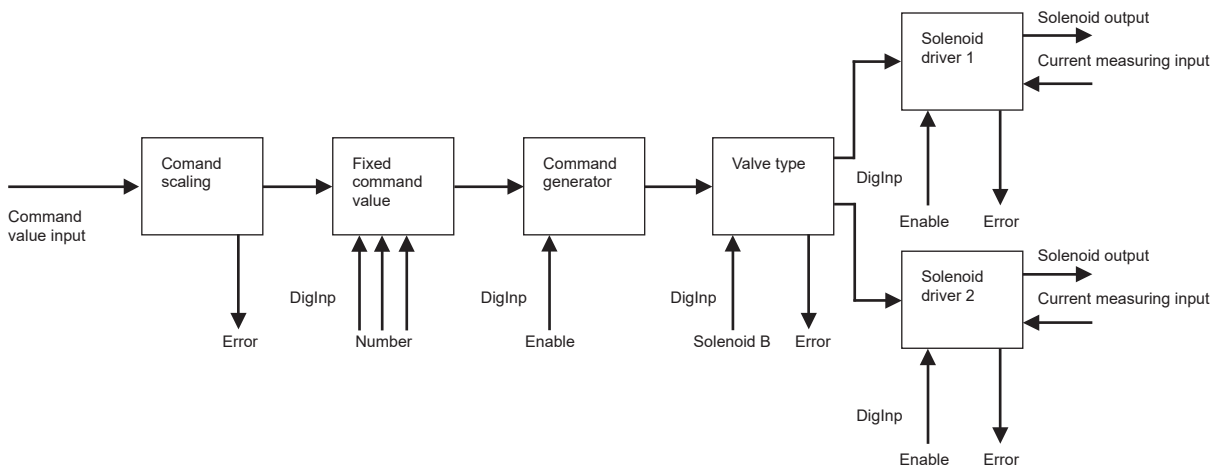 Solenoid output
Solenoid
driver 1
Current measuring input
Comand
scaling
Fixed
command
value
Command
generator
Valve type
DigInp
Command
value input
Enable
Error
Solenoid output
Solenoid
driver 2
DigInp
DigInp
DigInp
Current measuring input
Error
Number
Enable
Solenoid B
Error
DigInp
Enable
Error